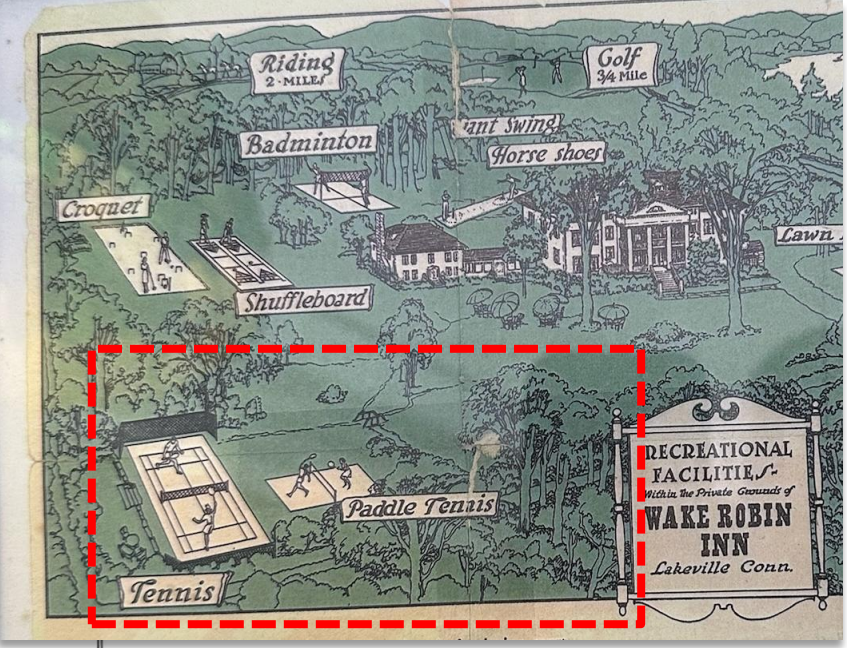 Riding
2-MILES
Golf
3/4 Mile
Badminton
ant Swing
Horse shoes
Croquet
Lawn
Shuffleboard
Paddle Tennis
Tennis
RECREATIONAL
FACILITIES-
Within the Private Grounds of
WAKE ROBIN
INN
Lakeville Conn.